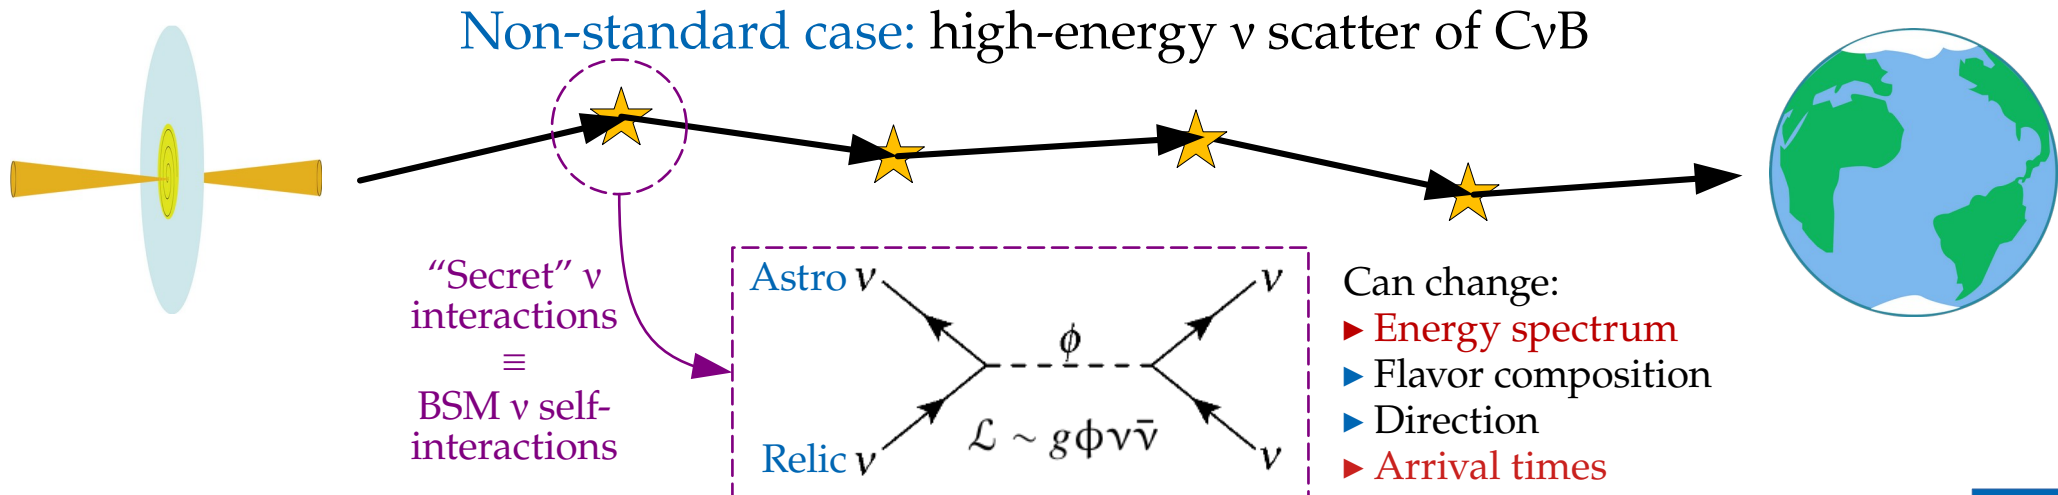 Non-standard case: high-energy ν scatter of CνB
“Secret” ν
interactions
≡
BSM ν self-
interactions
Astro ν
ν
ϕ
ℒ ~ gϕνν̄
Relic ν
ν
Can change:
▸ Energy spectrum
▸ Flavor composition
▸ Direction
▸ Arrival times